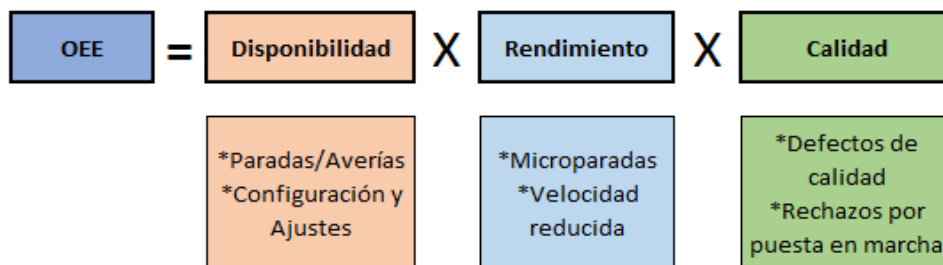 OEE = Disponibilidad X Rendimiento X Calidad
*Paradas/Averías
*Configuración y
Ajustes
*Microparadas
*Velocidad
reducida
*Defectos de
calidad
*Rechazos por
puesta en marcha